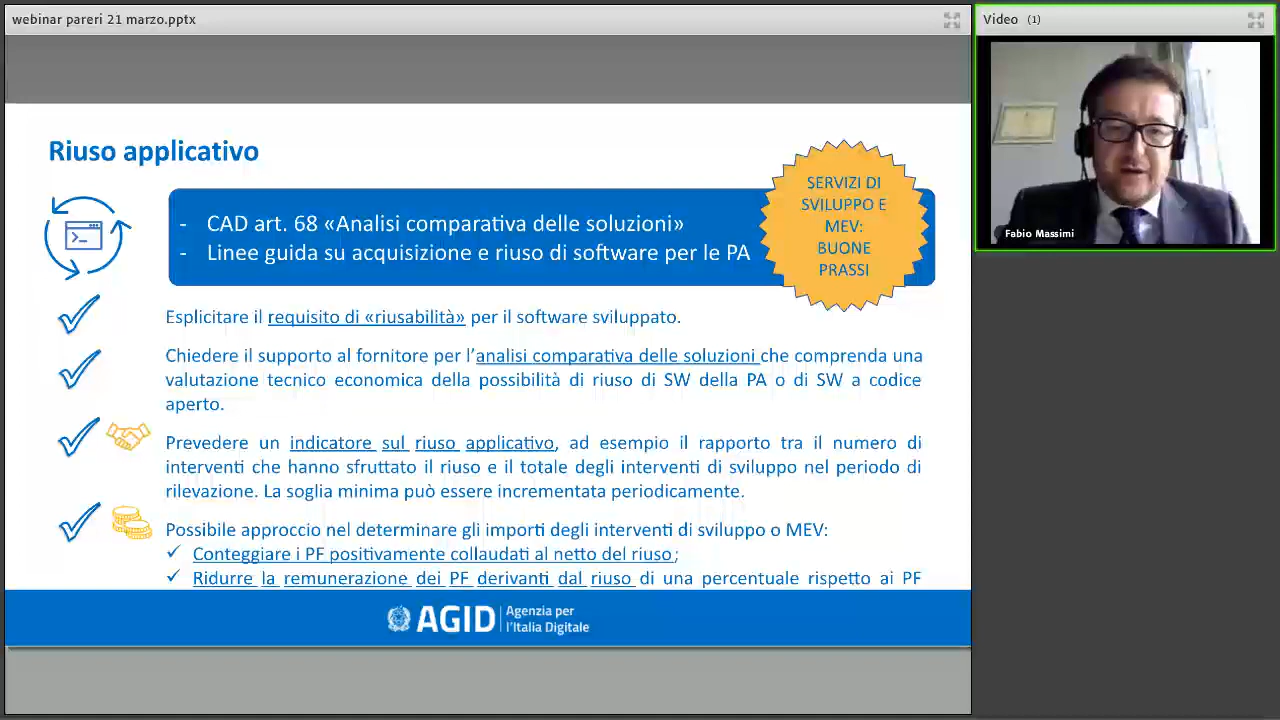 webinar pareri 21 marzo.pptx
Video (1)
Fabio Massimi
Riuso applicativo
- CAD art. 68 «Analisi comparativa delle soluzioni»
- Linee guida su acquisizione e riuso di software per le PA
SERVIZI DI
SVILUPPO E
MEV:
BUONE
PRASSI
Esplicitare il requisito di «riusabilità» per il software sviluppato.
Chiedere il supporto al fornitore per l'analisi comparativa delle soluzioni che comprenda una
valutazione tecnico economica della possibilità di riuso di SW della PA o di SW a codice
aperto.
Prevedere un indicatore sul riuso applicativo, ad esempio il rapporto tra il numero di
interventi che hanno sfruttato il riuso e il totale degli interventi di sviluppo nel periodo di
rilevazione. La soglia minima può essere incrementata periodicamente.
Possibile approccio nel determinare gli importi degli interventi di sviluppo o MEV:
✓ Conteggiare i PF positivamente collaudati al netto del riuso;
✓ Ridurre la remunerazione dei PF derivanti dal riuso di una percentuale rispetto ai PF
AGID
Agenzia per
l'Italia Digitale